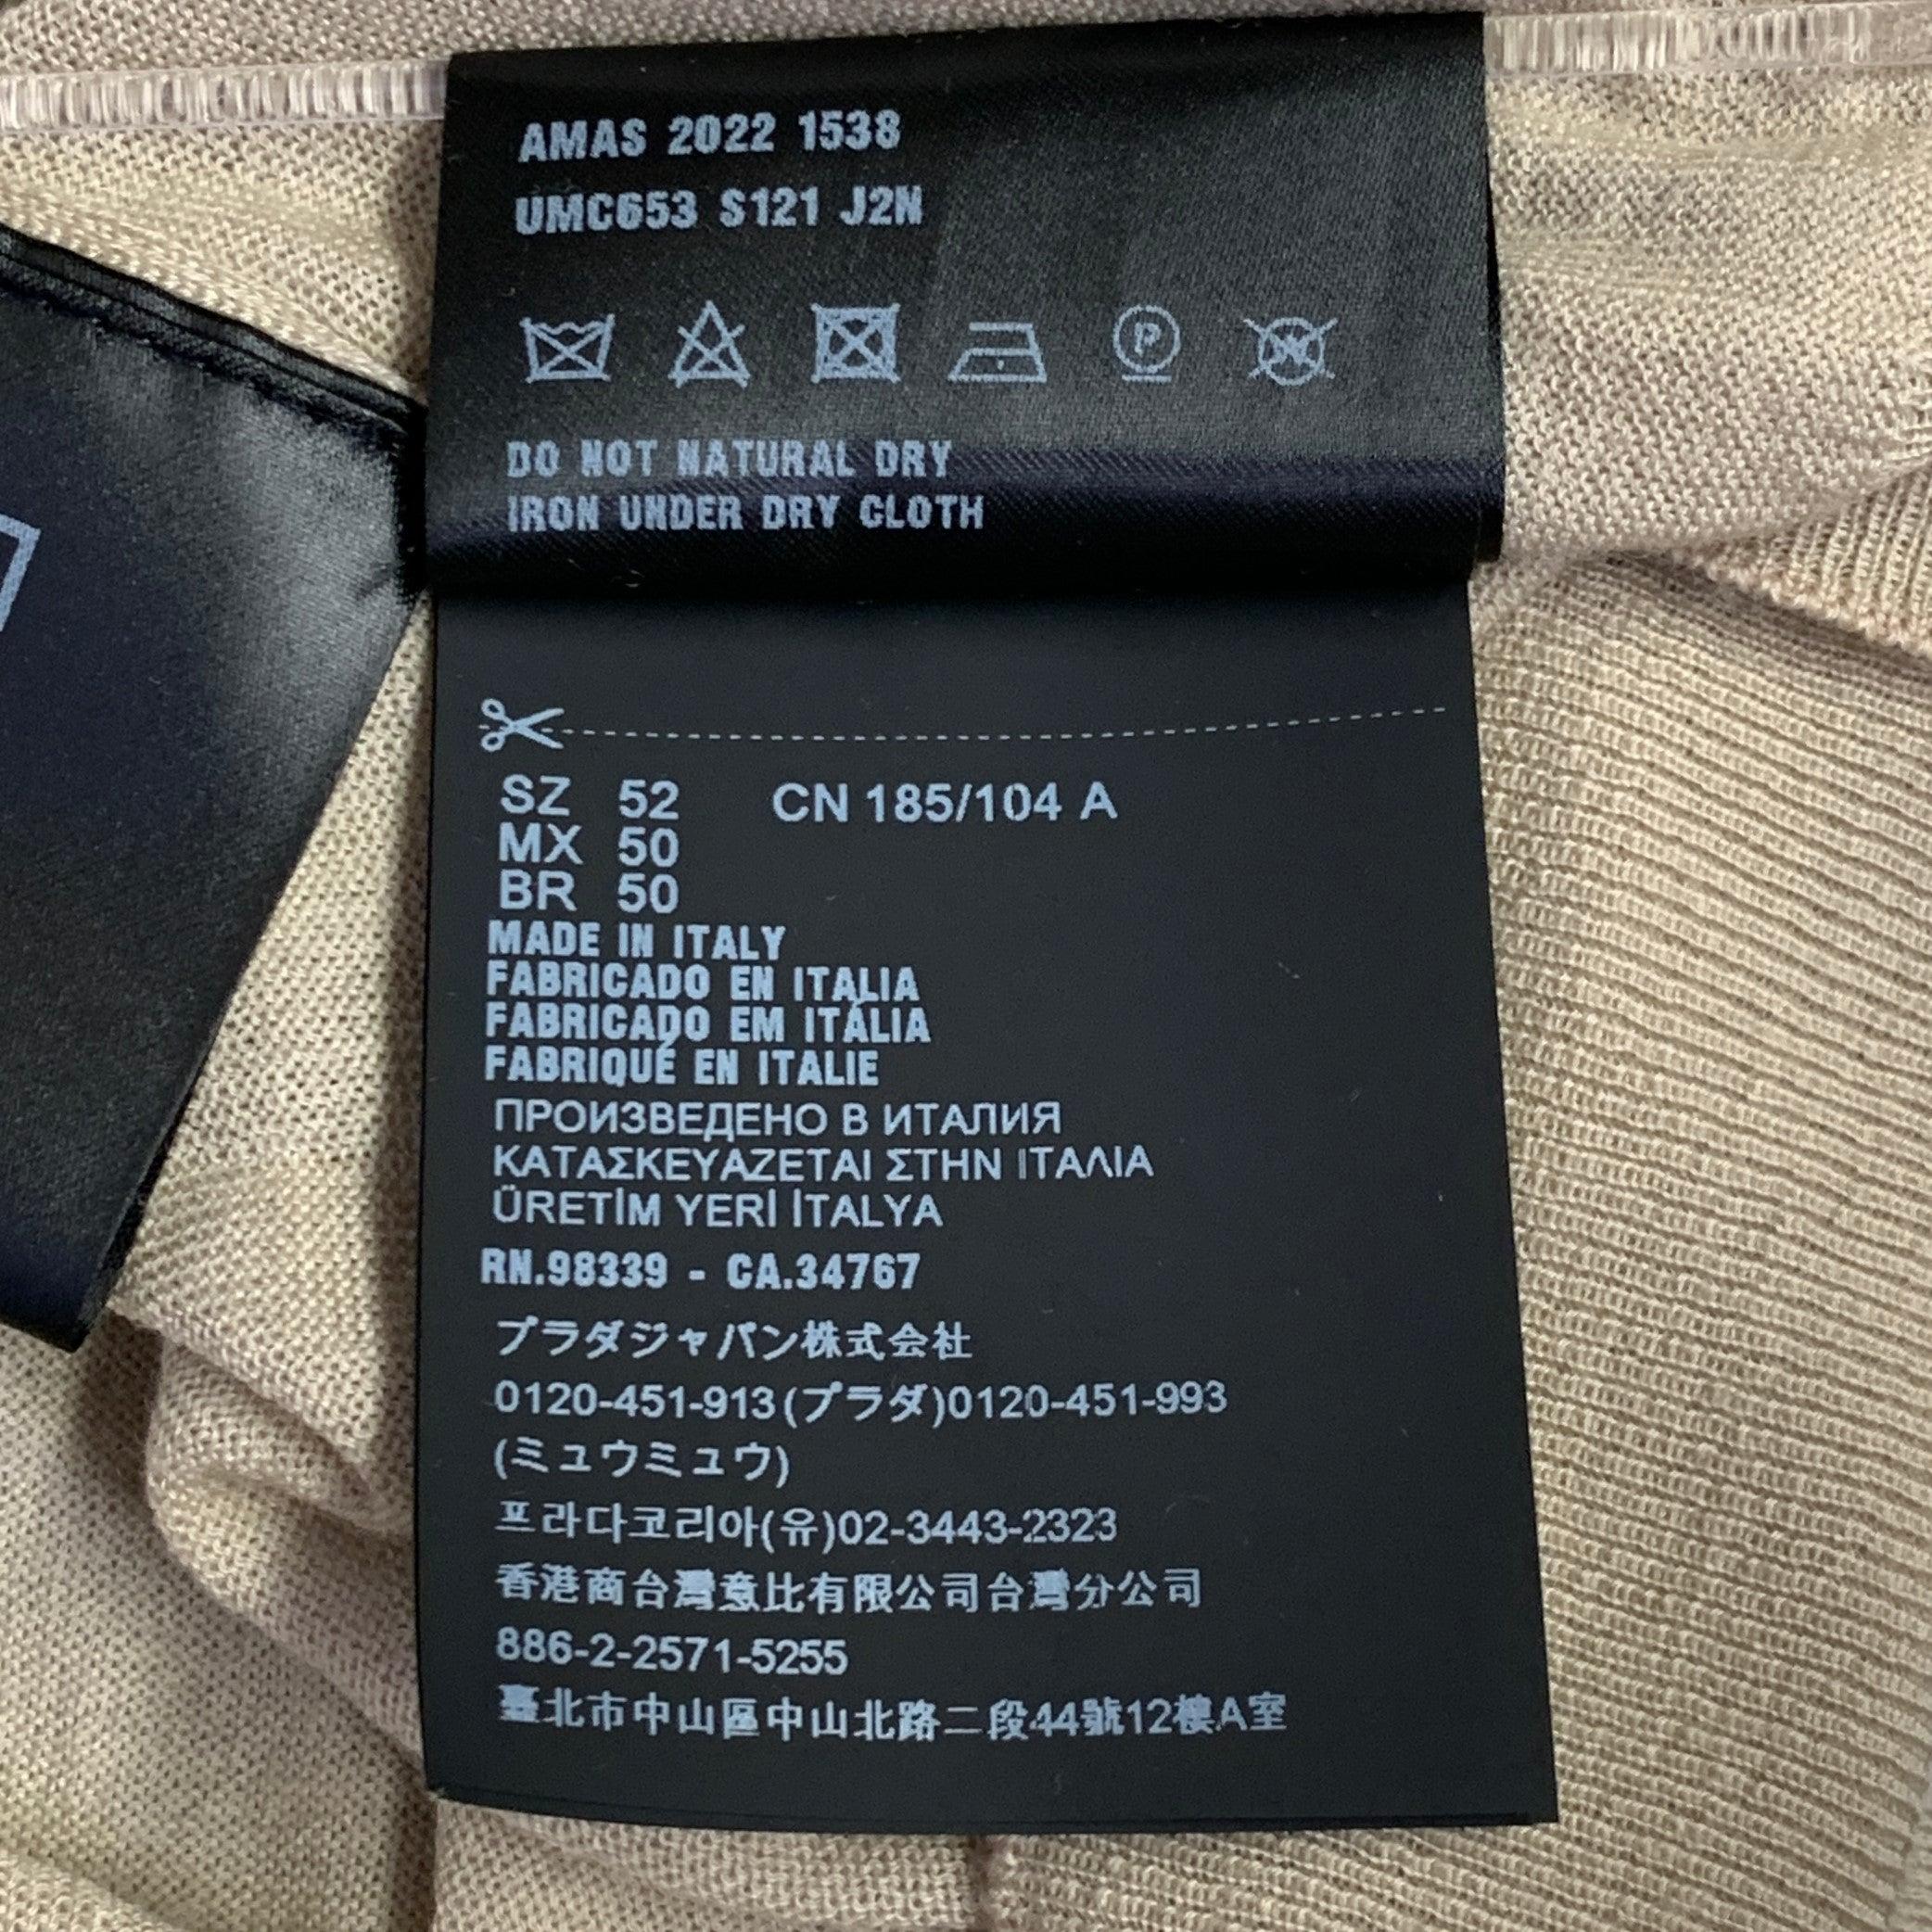 AMAS 2022 1538
UMC653 S121 J2N
P
W
DO NOT NATURAL DRY
IRON UNDER DRY CLOTH
SZ 52 CN 185/104 A
MX 50
BR 50
MADE IN ITALY
FABRICADO EN ITALIA
FABRICADO EM ITÁLIA
FABRIQUÉ EN ITALIE
ПРОИЗВЕДЕНО В ИТАЛИЯ
ΚΑΤΑΣΚΕΥΑΖΕΤΑΙ ΣΤΗΝ ΙΤΑΛΙΑ
ÜRETİM YERİ İTALYA
RN.98339 - CA.34767
プラダジャパン株式会社
0120-451-913(プラダ)0120-451-993
(ミュウミュウ)
프라다코리아(유)02-3443-2323
香港商台灣意比有限公司台灣分公司
886-2-2571-5255
臺北市中山區中山北路二段44號12樓A室